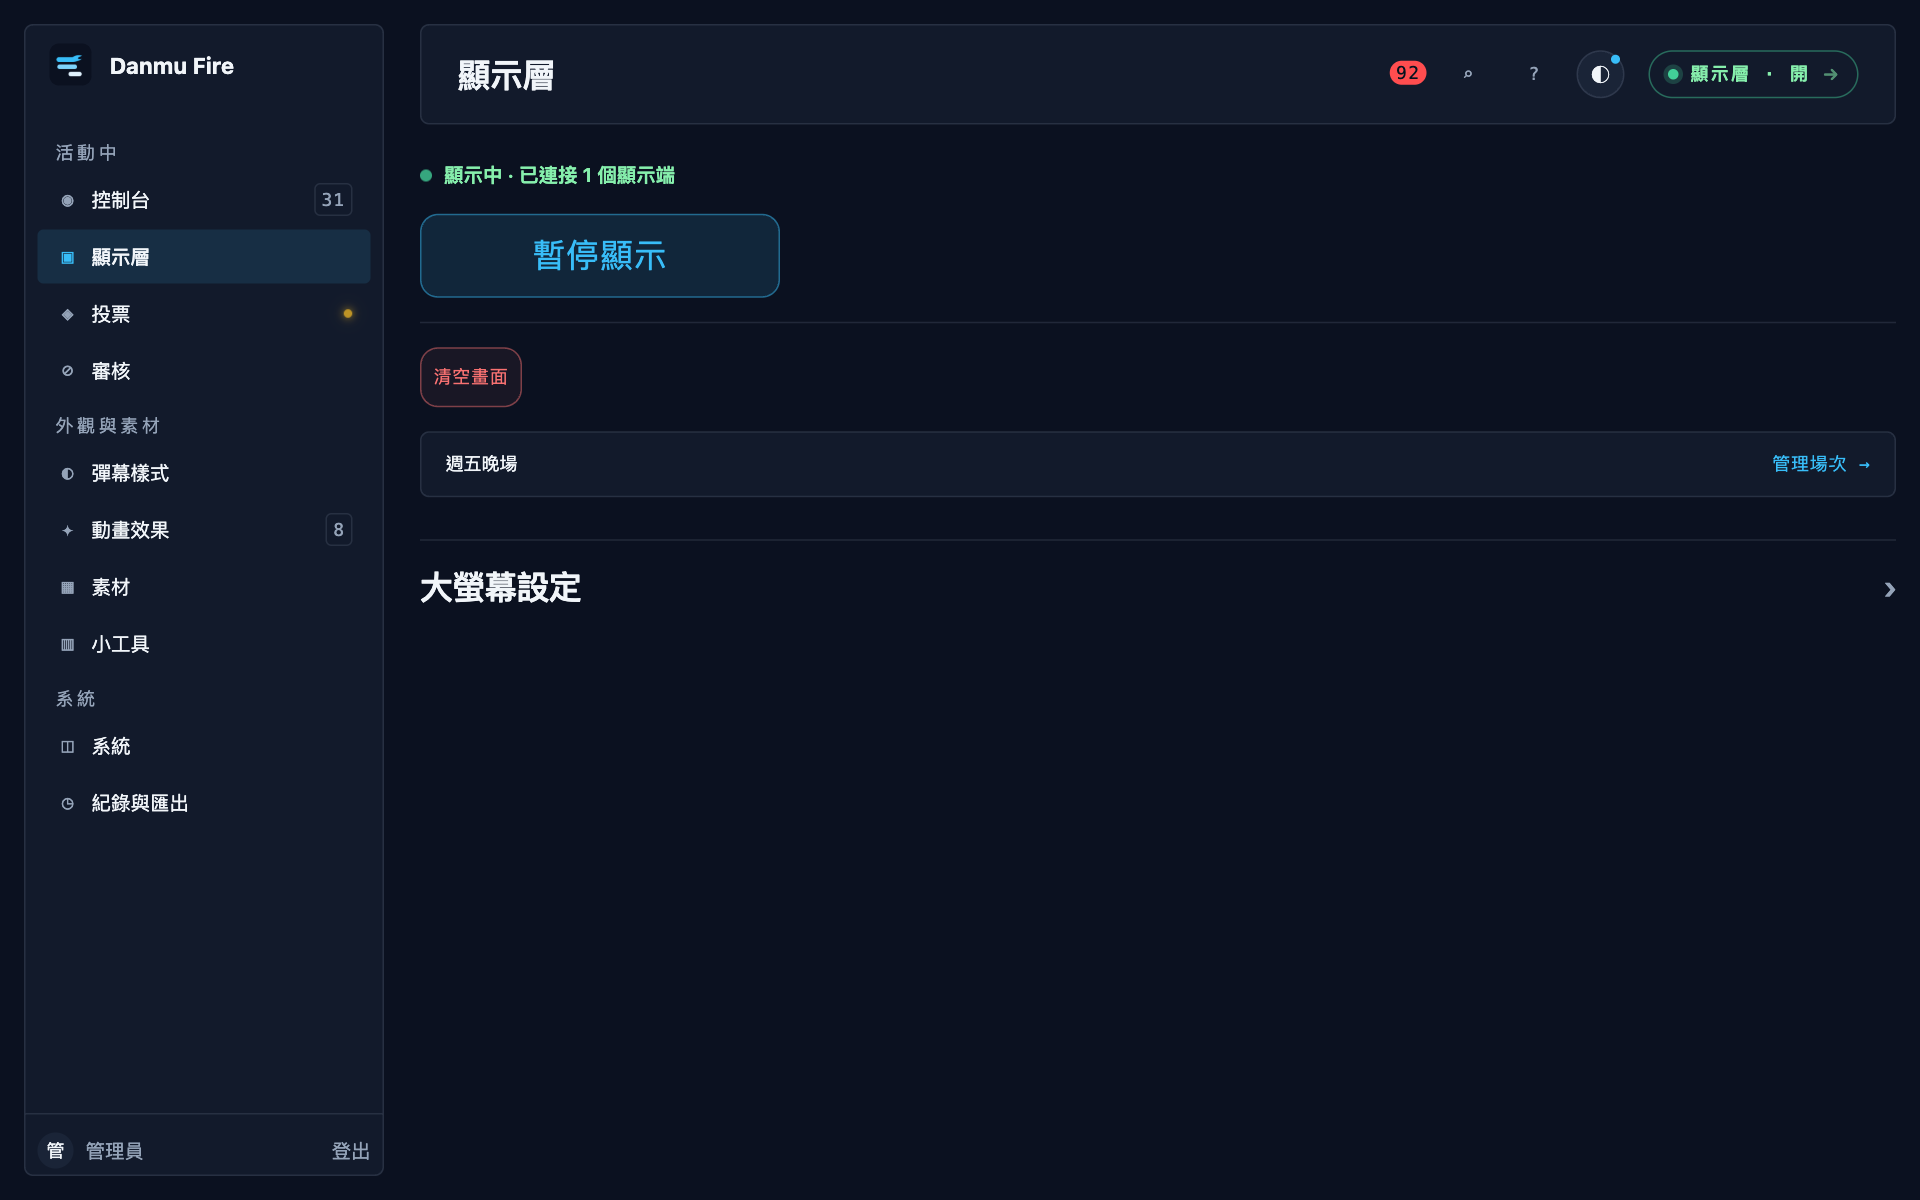 Danmu Fire
活動中
控制台 31
顯示層
投票
審核
外觀與素材
彈幕樣式
動畫效果 8
素材
小工具
系統
系統
紀錄與匯出
管 管理員 登出
顯示層
92 ? 顯示層 · 開 →
顯示中 · 已連接 1 個顯示端
暫停顯示
清空畫面
週五晚場 管理場次 →
大螢幕設定 ›